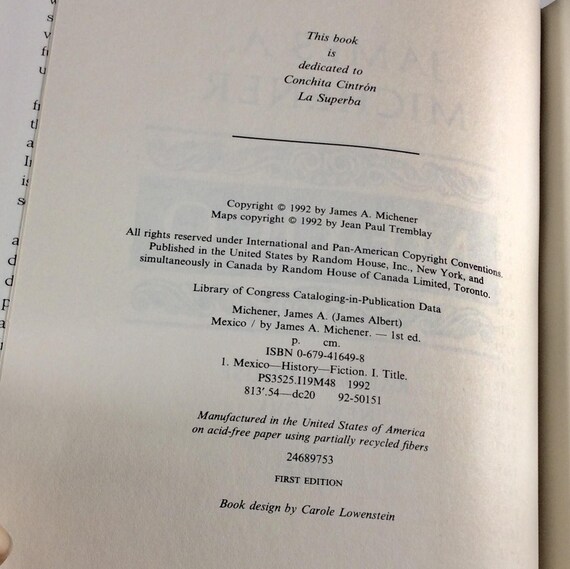 This book
is
dedicated to
Conchita Cintrón
La Superba
Copyright © 1992 by James A. Michener
Maps copyright © 1992 by Jean Paul Tremblay
All rights reserved under International and Pan-American Copyright Conventions.
Published in the United States by Random House, Inc., New York, and
simultaneously in Canada by Random House of Canada Limited, Toronto.
Library of Congress Cataloging-in-Publication Data
Michener, James A. (James Albert)
Mexico / by James A. Michener. — 1st ed.
p. cm.
ISBN 0-679-41649-8
1. Mexico—History—Fiction. I. Title.
PS3525.I19M48 1992
813'.54—dc20 92-50151
Manufactured in the United States of America
on acid-free paper using partially recycled fibers
24689753
FIRST EDITION
Book design by Carole Lowenstein